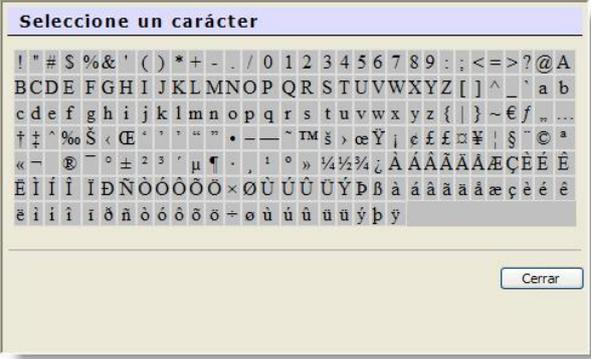 Seleccione un carácter
! " # $ % & ' ( ) * + - . / 0 1 2 3 4 5 6 7 8 9 : ; < = > ? @ A
B C D E F G H I J K L M N O P Q R S T U V W X Y Z [ ] ^ _ ` a b
c d e f g h i j k l m n o p q r s t u v w x y z { | } ~ € ƒ „ …
† ‡ ˆ ‰ Š ‹ Œ ‘ ’ ’ “ ” • – — ˜ ™ š › œ Ÿ ¡ ¢ £ £ ¤ ¥ ¦ § ¨ © ª
« ¬ ® ¯ ° ± ² ³ ´ µ ¶ · ¸ ¹ ° » ¼ ½ ¾ ¿ À Á Â Ã Ä Å Æ Ç È É Ê
Ë Ì Í Î Ï Ð Ñ Ò Ó Ô Õ Ö × Ø Ù Ú Û Ü Ý Þ ß à á â ã ä å æ ç è é ê
ë ì í î ï ð ñ ò ó ô õ ö ÷ ø ù ú û ü ü ý þ ÿ
Cerrar